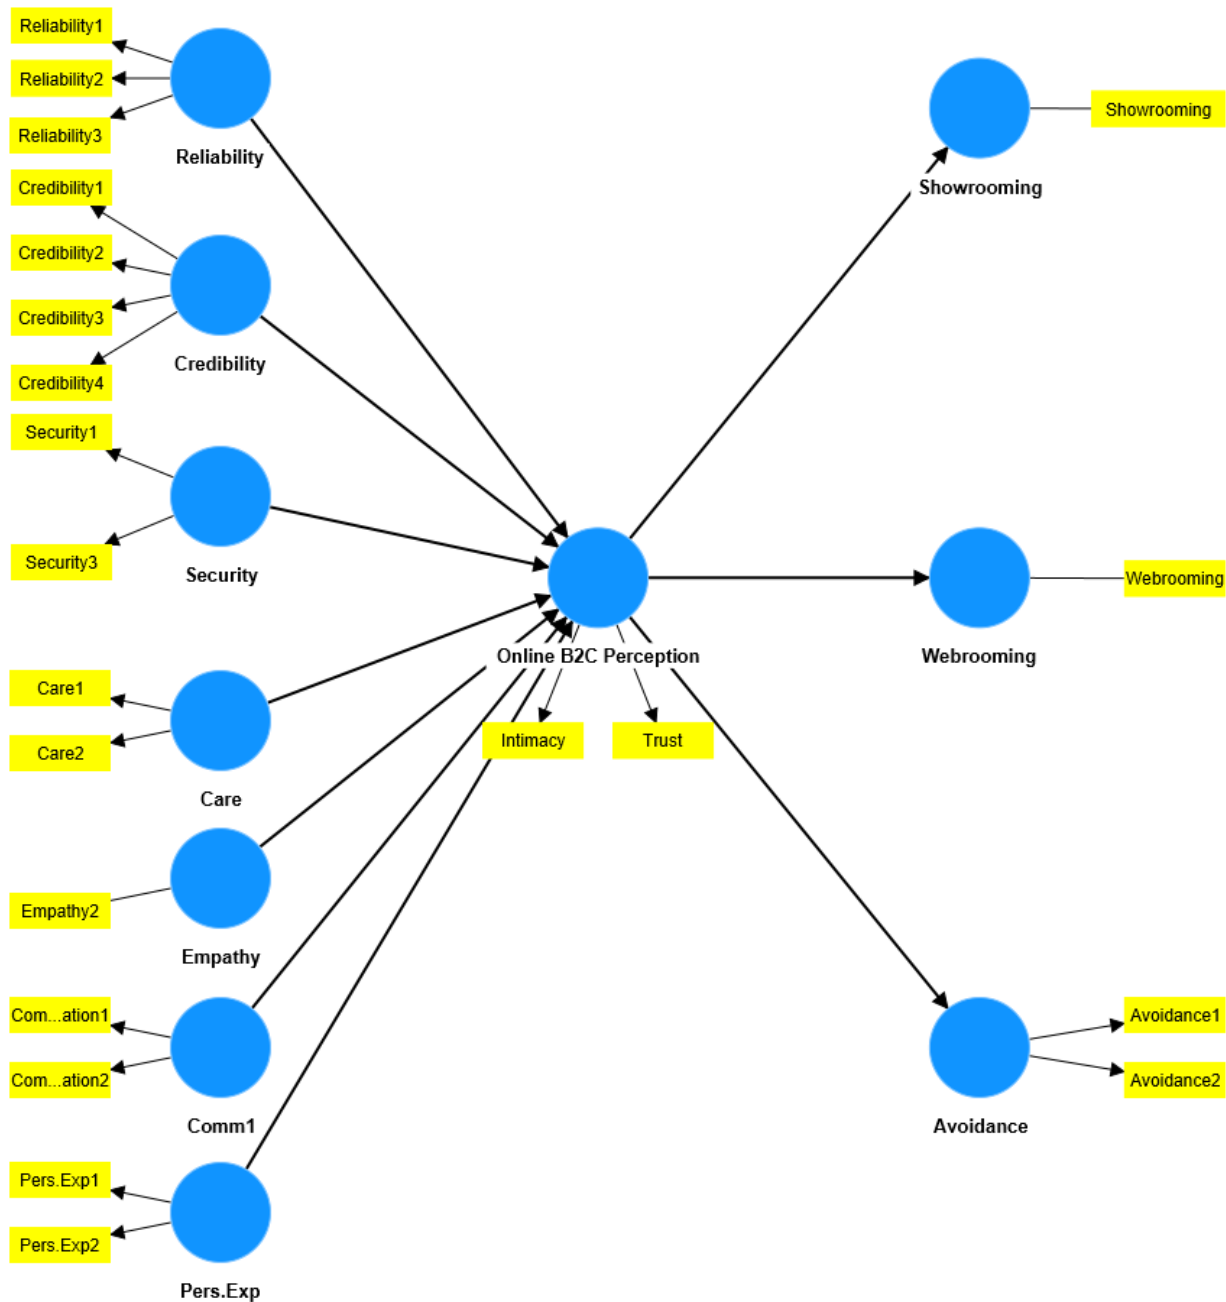 Reliability1
Reliability2
Reliability3
Reliability
Credibility1
Credibility2
Credibility3
Credibility4
Credibility
Security1
Security3
Security
Care1
Care2
Care
Empathy2
Empathy
Com...ation1
Com...ation2
Comm1
Pers.Exp1
Pers.Exp2
Pers.Exp
Online B2C Perception
Intimacy
Trust
Showrooming
Showrooming
Webrooming
Webrooming
Avoidance1
Avoidance2
Avoidance